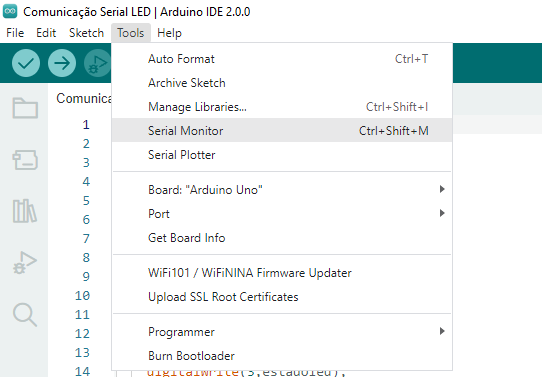 Comunicação Serial LED | Arduino IDE 2.0.0
File Edit Sketch Tools Help
Auto Format Ctrl+T
Archive Sketch
Comunica
Manage Libraries... Ctrl+Shift+I
1
Serial Monitor Ctrl+Shift+M
2
Serial Plotter
3
4
Board: "Arduino Uno"
5
Port
6
Get Board Info
7
8
WiFi101 / WiFiNINA Firmware Updater
9
Upload SSL Root Certificates
10
11
Programmer
12
Burn Bootloader
13
14 digitalWrite(3,estadoled);